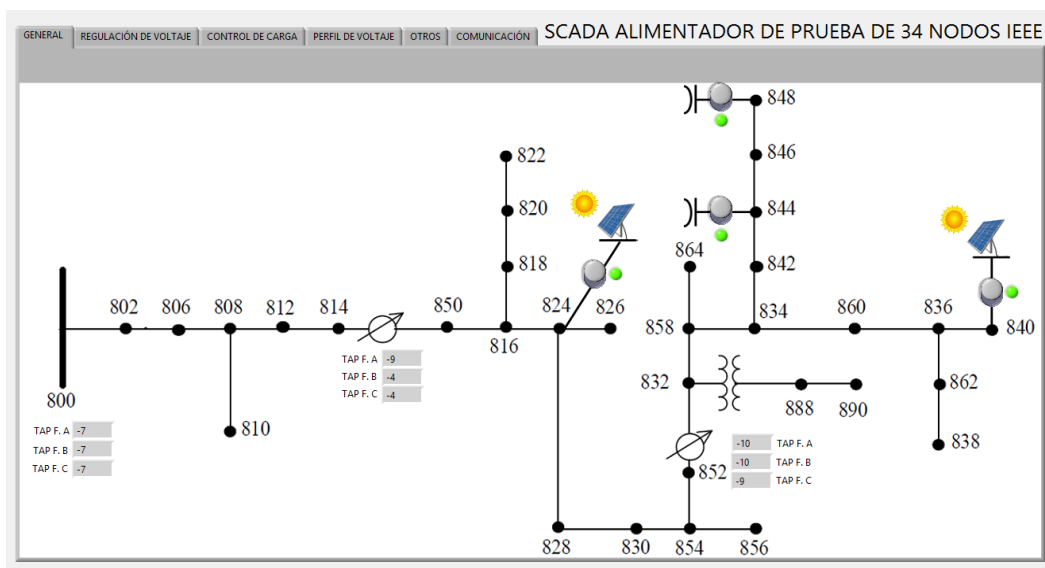 GENERAL REGULACIÓN DE VOLTAJE CONTROL DE CARGA PERFIL DE VOLTAJE OTROS COMUNICACIÓN SCADA ALIMENTADOR DE PRUEBA DE 34 NODOS IEEE
848
822
846
820
844
864
818
842
802 806 808 812 814 850 824 826
858
834 860 836
840
816
TAP F. A -9
TAP F. B -4
TAP F. C -4
832
888 890
862
800
810
838
TAP F. A -7
TAP F. B -7
TAP F. C -7
-10 TAP F. A
-10 TAP F. B
-9 TAP F. C
852
828 830 854 856